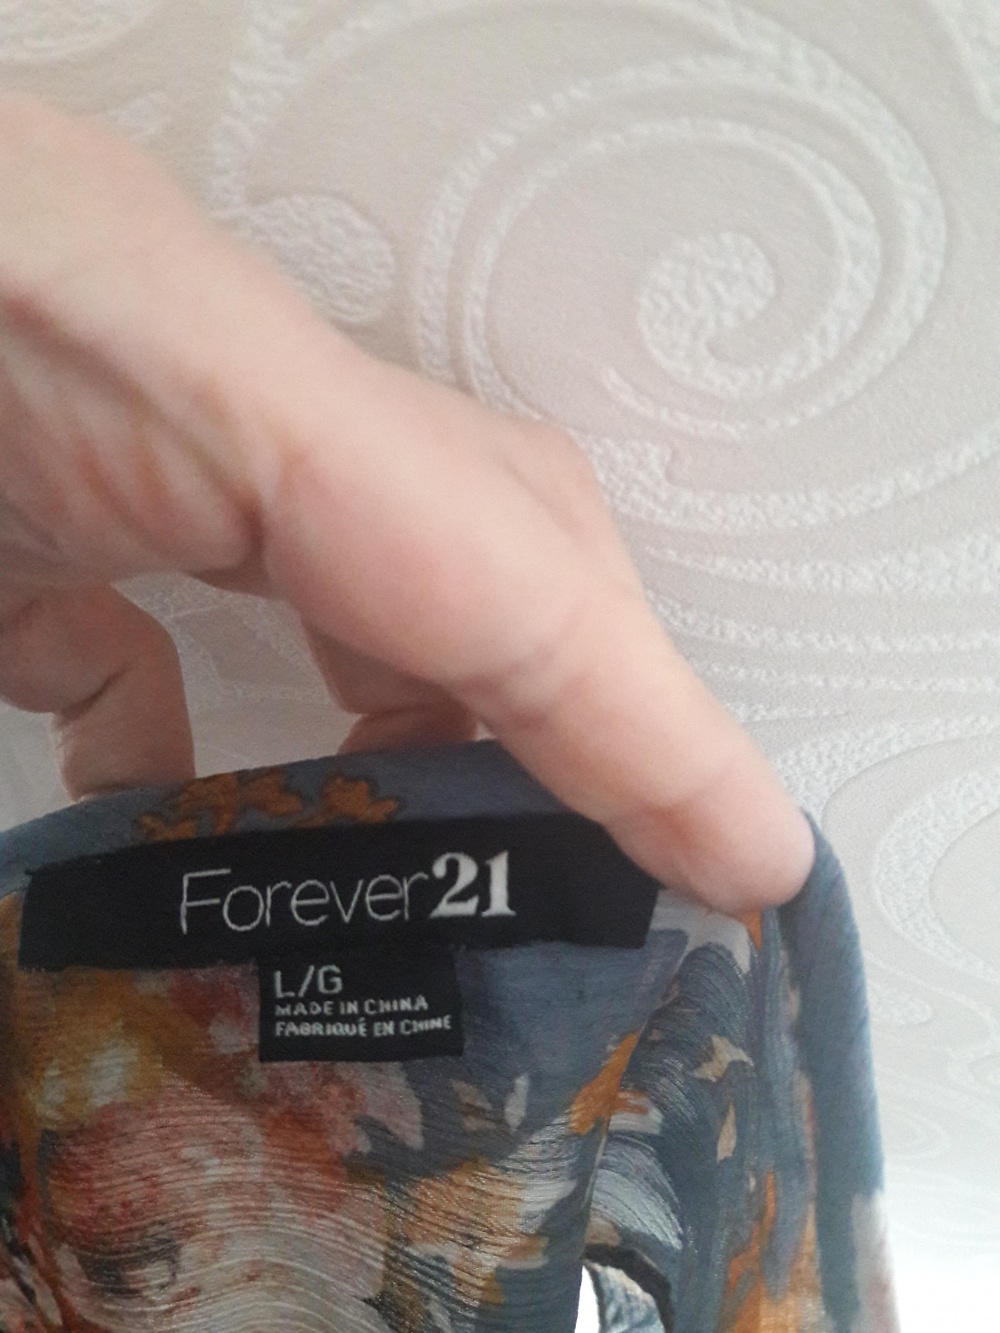 Forever21
L/G
MADE IN CHINA
FABRIQUÉ EN CHINE